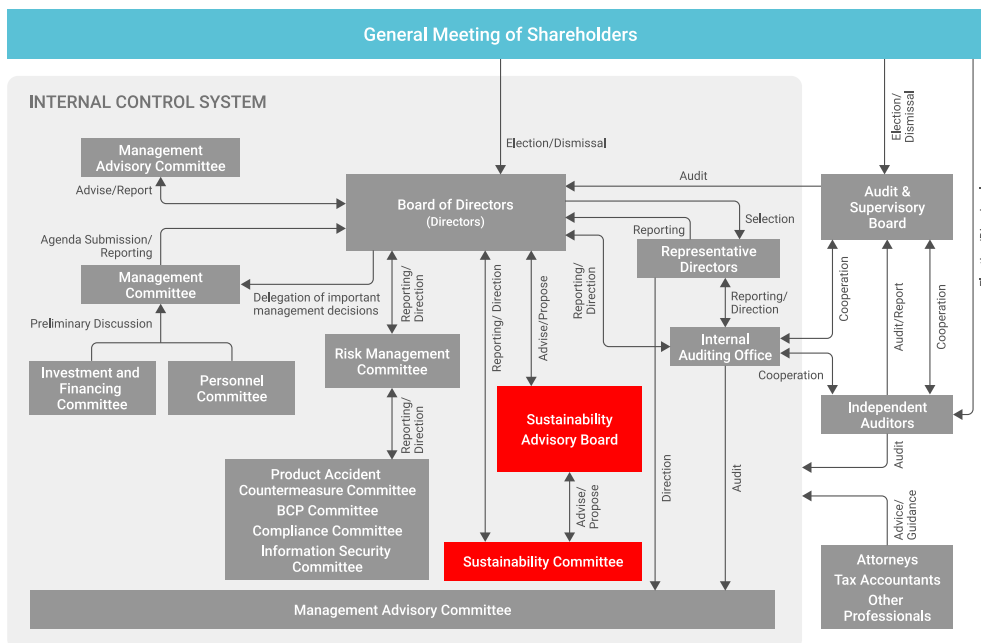 General Meeting of Shareholders
INTERNAL CONTROL SYSTEM
Election/Dismissal
Election/
Dismissal
Management
Advisory Committee
Advise/Report
Board of Directors
(Directors)
Audit
Audit &
Supervisory
Board
Selection
Reporting
Representative
Directors
Agenda Submission/
Reporting
Management
Committee
Delegation of important
management decisions
Reporting/
Direction
Reporting/ Direction
Advise/Propose
Reporting/
Direction
Reporting/
Direction
Cooperation
Audit/Report
Cooperation
Preliminary Discussion
Investment and
Financing
Committee
Personnel
Committee
Risk Management
Committee
Internal
Auditing Office
Cooperation
Sustainability
Advisory Board
Independent
Auditors
Reporting/
Direction
Audit
Product Accident
Countermeasure Committee
BCP Committee
Compliance Committee
Information Security
Committee
Advise/
Propose
Direction
Audit
Advice/
Guidance
Sustainability Committee
Attorneys
Tax Accountants
Other
Professionals
Management Advisory Committee